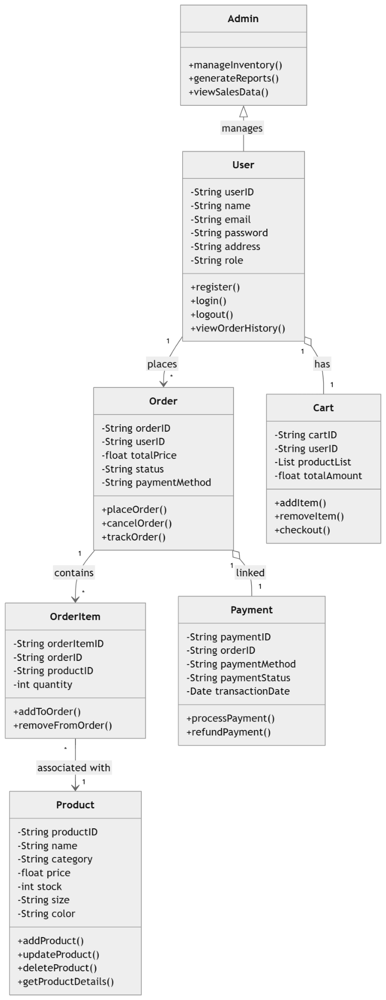 Admin
+manageInventory()
+generateReports()
+viewSalesData()
manages
User
-String userID
-String name
-String email
-String password
-String address
-String role
+register()
+login()
+logout()
+viewOrderHistory()
1
places
*
1
has
1
Order
-String orderID
-String userID
-float totalPrice
-String status
-String paymentMethod
+placeOrder()
+cancelOrder()
+trackOrder()
Cart
-String cartID
-String userID
-List productList
-float totalAmount
+addItem()
+removeItem()
+checkout()
1
contains
*
1
linked
1
OrderItem
-String orderItemID
-String orderID
-String productID
-int quantity
+addToOrder()
+removeFromOrder()
Payment
-String paymentID
-String orderID
-String paymentMethod
-String paymentStatus
-Date transactionDate
+processPayment()
+refundPayment()
*
associated with
1
Product
-String productID
-String name
-String category
-float price
-int stock
-String size
-String color
+addProduct()
+updateProduct()
+deleteProduct()
+getProductDetails()